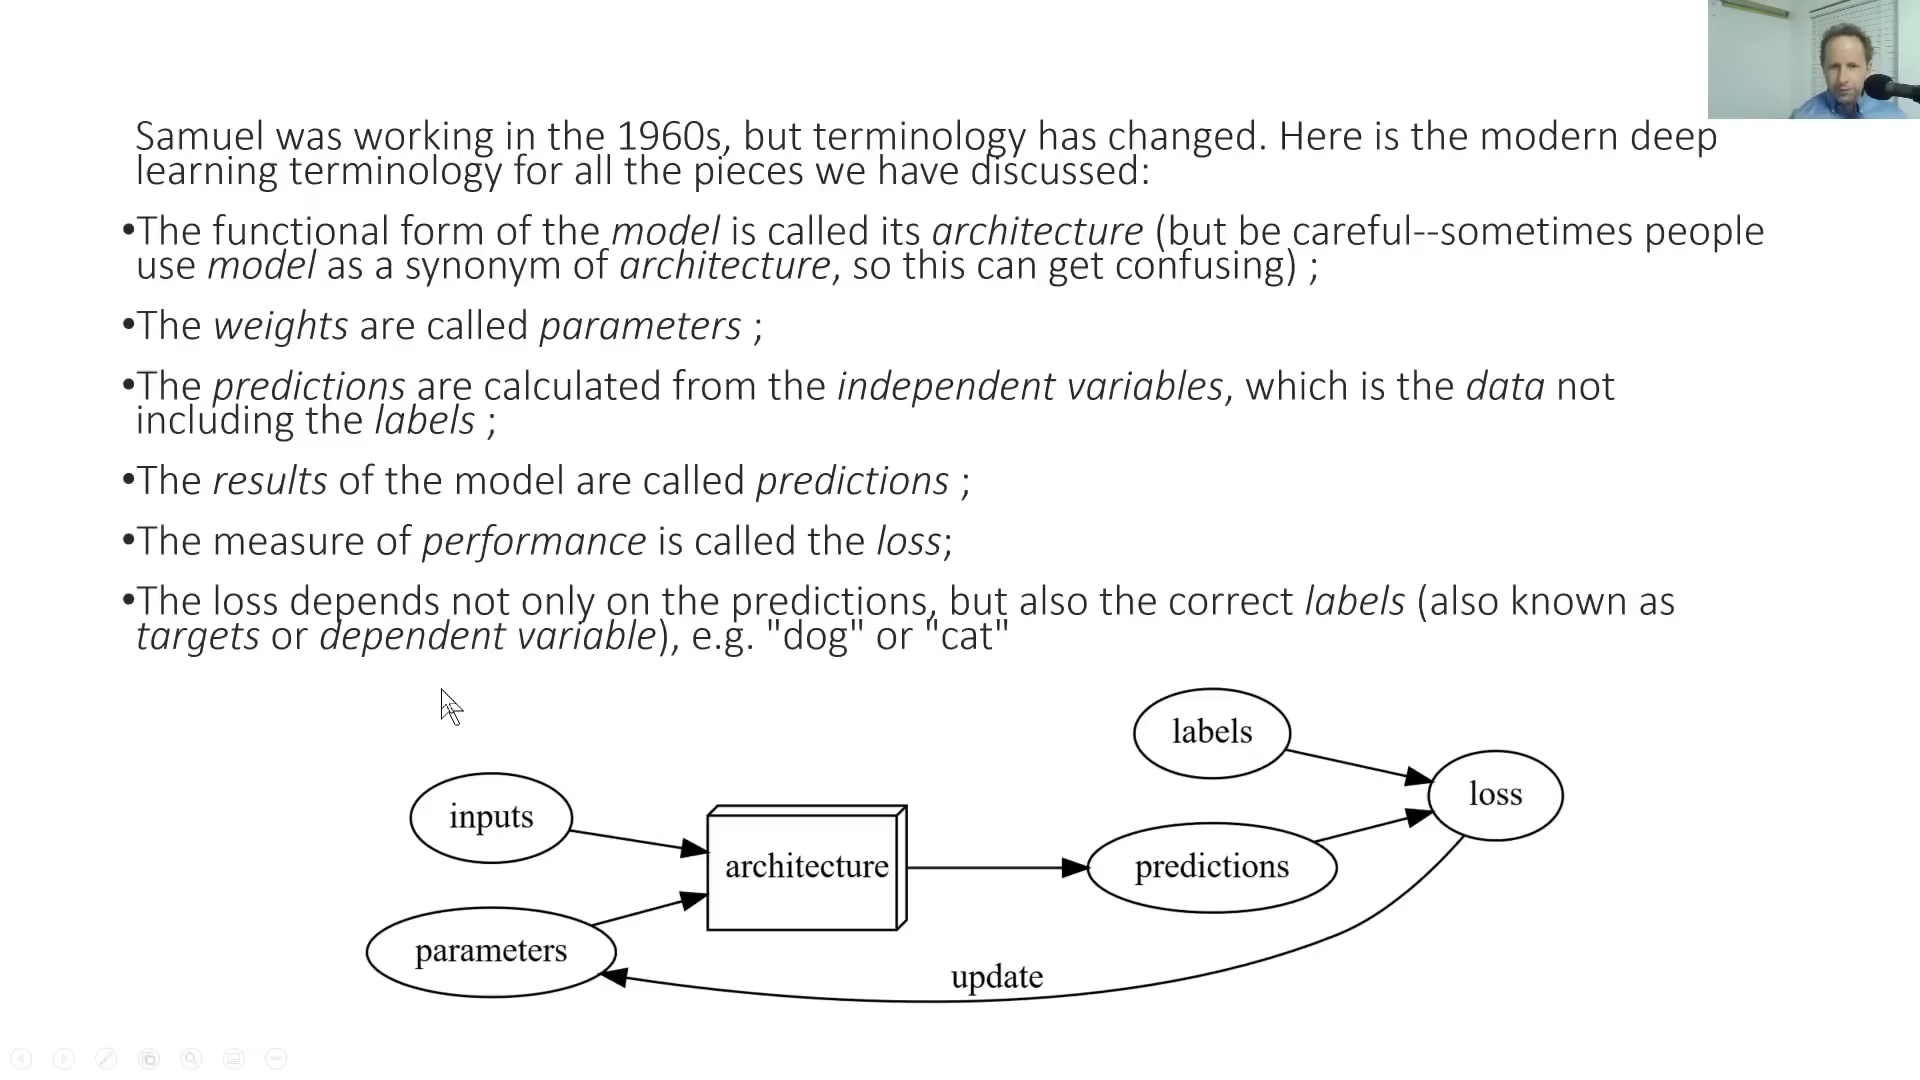 Samuel was working in the 1960s, but terminology has changed. Here is the modern deep
learning terminology for all the pieces we have discussed:
•The functional form of the model is called its architecture (but be careful--sometimes people
use model as a synonym of architecture, so this can get confusing) ;
•The weights are called parameters ;
•The predictions are calculated from the independent variables, which is the data not
including the labels ;
•The results of the model are called predictions ;
•The measure of performance is called the loss;
•The loss depends not only on the predictions, but also the correct labels (also known as
targets or dependent variable), e.g. "dog" or "cat"
labels
loss
inputs
architecture
predictions
parameters
update